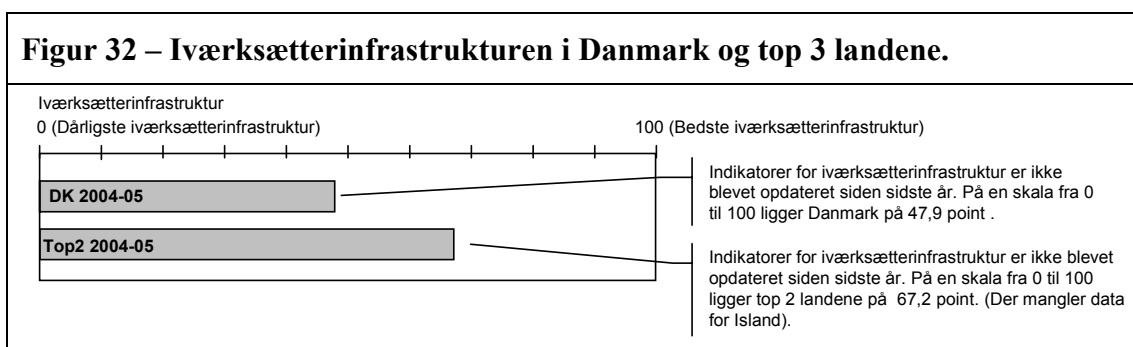 Figur 32 – Iværksætterinfrastrukturen i Danmark og top 3 landene.
Iværksætterinfrastruktur
0 (Dårligste iværksætterinfrastruktur)
100 (Bedste iværksætterinfrastruktur)
DK 2004-05
Indikatorer for iværksætterinfrastruktur er ikke
blevet opdateret siden sidste år. På en skala fra 0
til 100 ligger Danmark på 47,9 point .
Top2 2004-05
Indikatorer for iværksætterinfrastruktur er ikke blevet
opdateret siden sidste år. På en skala fra 0 til 100
ligger top 2 landene på  67,2 point. (Der mangler data
for Island).